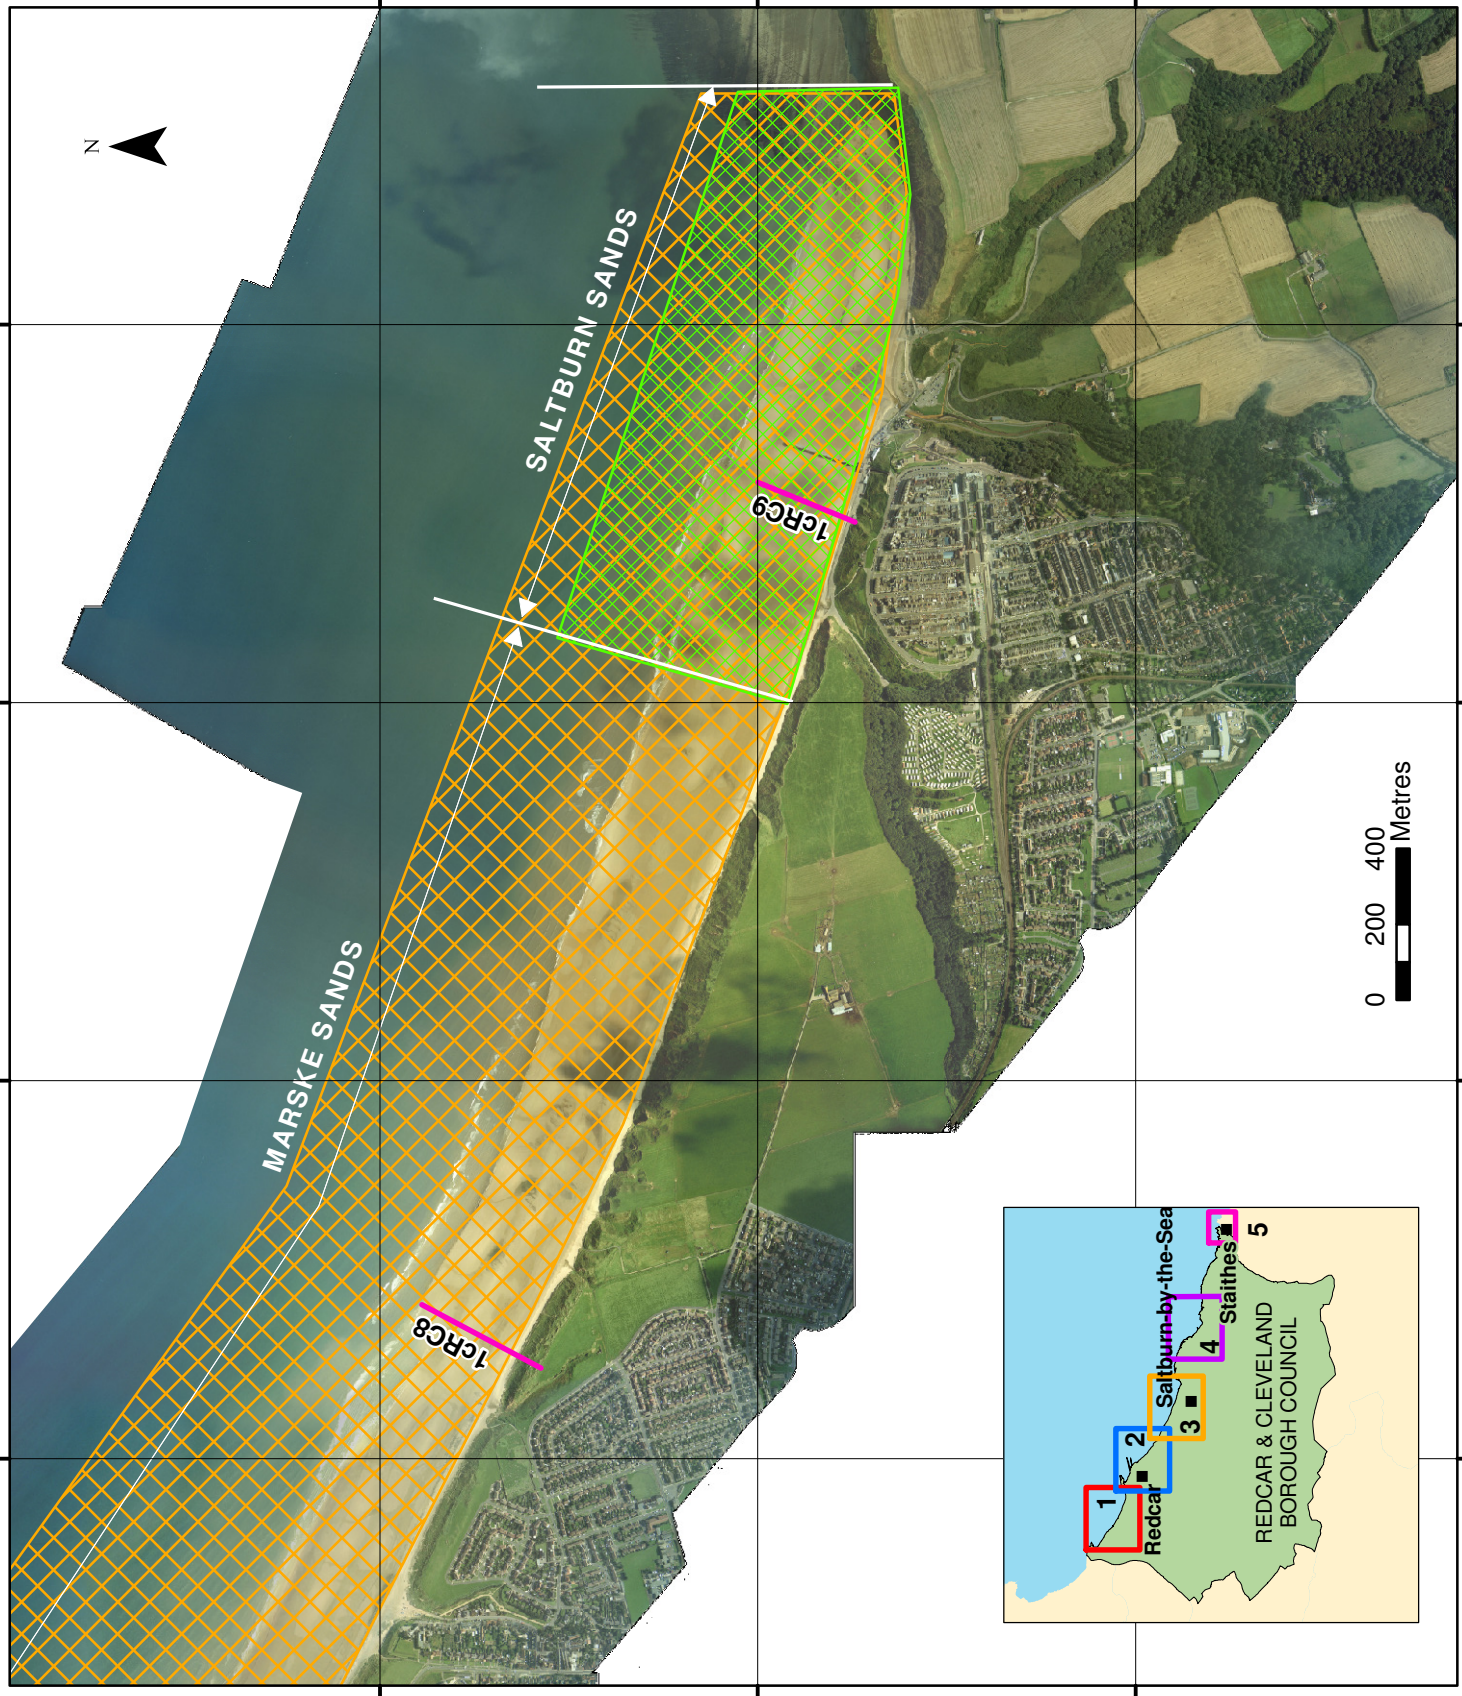 N
SALTBURN SANDS
MARSKE SANDS
1cRC9
1cRC8
0 200 400
Metres
Saltburn-by-the-Sea
Staithes
Redcar
1
2
3
4
5
REDCAR & CLEVELAND
BOROUGH COUNCIL